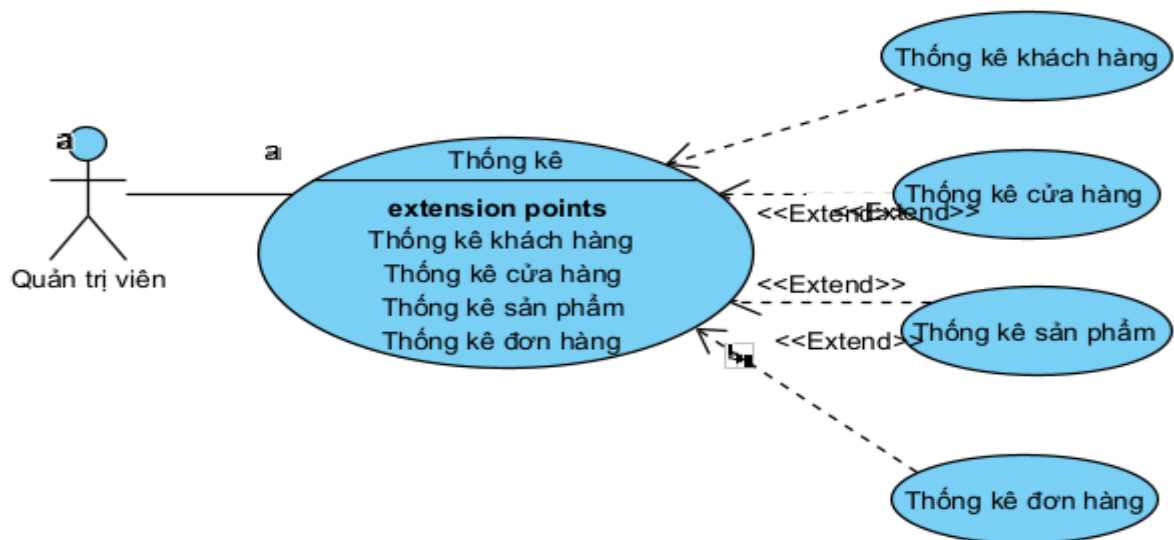 Thống kê khách hàng
a
a
Thống kê
Thống kê cửa hàng
extension points
<<Extend>>
<<Extend>>
Thống kê khách hàng
Quản trị viên
Thống kê cửa hàng
<<Extend>>
Thống kê sản phẩm
Thống kê sản phẩm
Thống kê đơn hàng
<<Extend>>
Thống kê đơn hàng